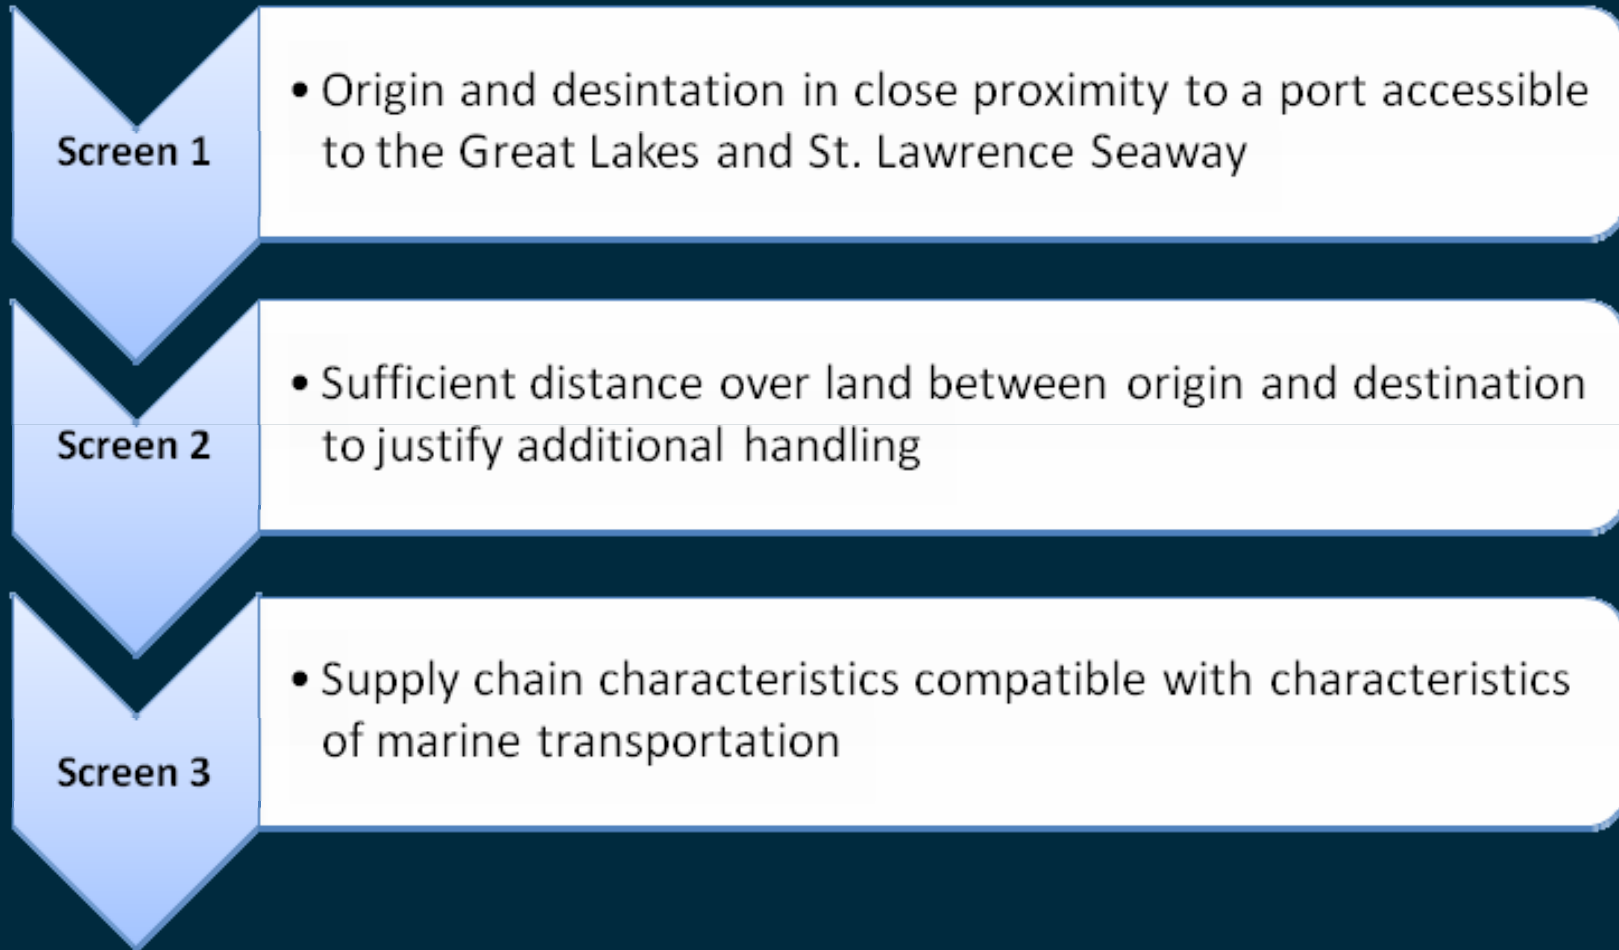 Screen 1
• Origin and desintation in close proximity to a port accessible
to the Great Lakes and St. Lawrence Seaway
Screen 2
• Sufficient distance over land between origin and destination
to justify additional handling
Screen 3
• Supply chain characteristics compatible with characteristics
of marine transportation